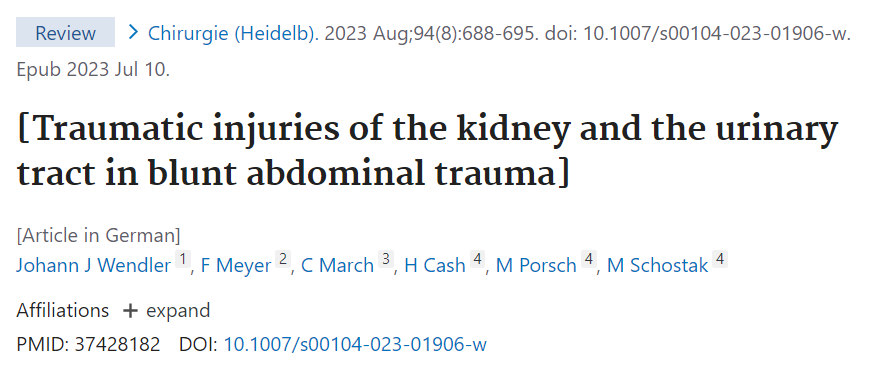 Review > Chirurgie (Heidelb). 2023 Aug;94(8):688-695. doi: 10.1007/s00104-023-01906-w.
Epub 2023 Jul 10.
[Traumatic injuries of the kidney and the urinary
tract in blunt abdominal trauma]
[Article in German]
Johann J Wendler 1, F Meyer 2, C March 3, H Cash 4, M Porsch 4, M Schostak 4
Affiliations + expand
PMID: 37428182 DOI: 10.1007/s00104-023-01906-w